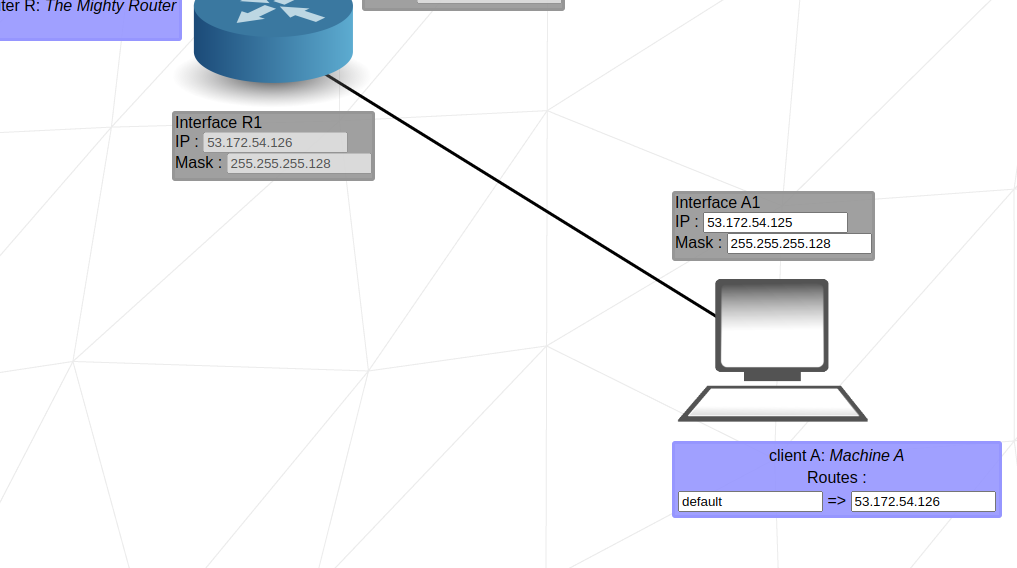 ter R: The Mighty Router
Interface R1
IP : 53.172.54.126
Mask : 255.255.255.128
Interface A1
IP : 53.172.54.125
Mask : 255.255.255.128
client A: Machine A
Routes :
default => 53.172.54.126